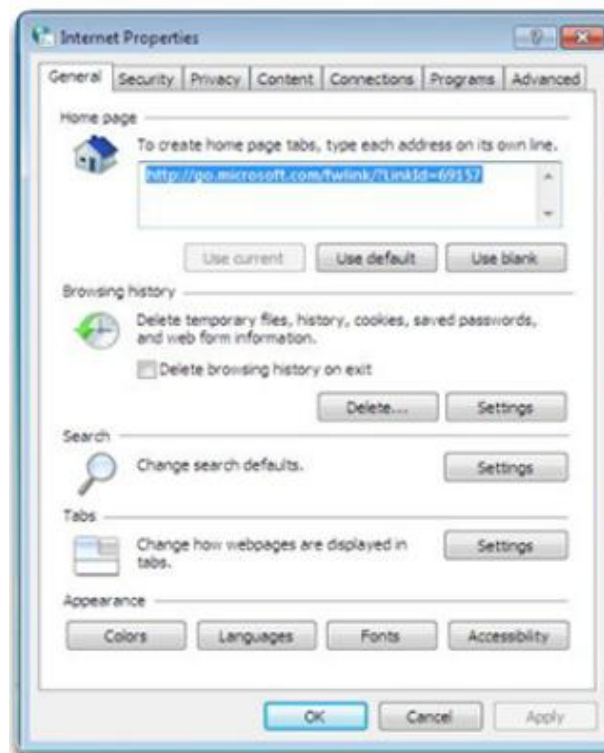 Internet Properties
General Security Privacy Content Connections Programs Advanced
Home page
To create home page tabs, type each address on its own line.
http://go.microsoft.com/fwlink/?LinkId=69157
Use current Use default Use blank
Browsing history
Delete temporary files, history, cookies, saved passwords,
and web form information.
Delete browsing history on exit
Delete... Settings
Search
Change search defaults. Settings
Tabs
Change how webpages are displayed in Settings
tabs.
Appearance
Colors Languages Fonts Accessibility
OK Cancel Apply